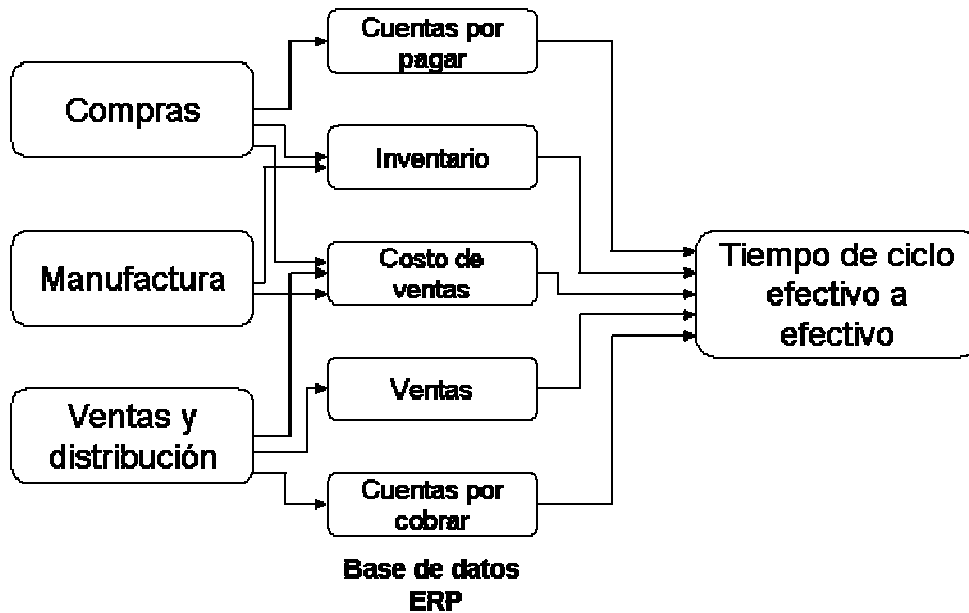 Compras
Manufactura
Ventas y
distribución
Cuentas por
pagar
Inventario
Costo de
ventas
Ventas
Cuentas por
cobrar
Base de datos
ERP
Tiempo de ciclo
efectivo a
efectivo